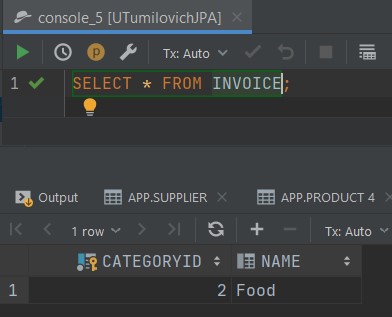 console_5 [UTumilovichJPA]
p Tx: Auto
1 SELECT * FROM INVOICE;
Output APP.SUPPLIER APP.PRODUCT 4
1 row Tx: Auto
CATEGORYID NAME
1 2 Food